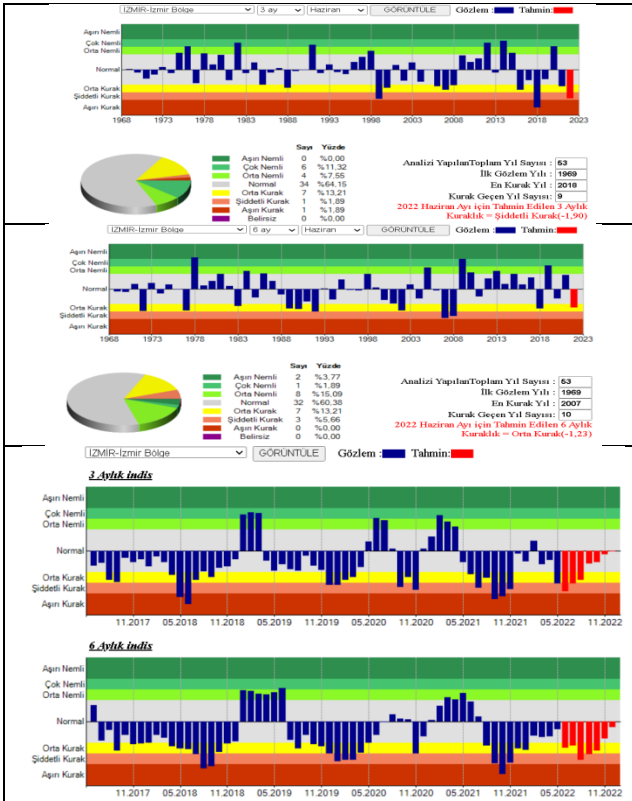 İZMİR-İzmir Bölge 3 ay Haziran GÖRÜNTÜLE Gözlem : Tahmin:
Aşırı Nemli
Çok Nemli
Orta Nemli
Normal
Orta Kurak
Şiddetli Kurak
Aşırı Kurak
1968 1973 1978 1983 1988 1993 1998 2003 2008 2013 2018 2023
Sayı Yüzde
Aşırı Nemli 0 %0,00
Çok Nemli 6 %11,32
Orta Nemli 4 %7,55
Normal 34 %64,15
Orta Kurak 7 %13,21
Şiddetli Kurak 1 %1,89
Aşırı Kurak 1 %1,89
Belirsiz 0 %0,00
Analizi YapılanToplam Yıl Sayısı : 53
İlk Gözlem Yılı : 1969
En Kurak Yıl : 2018
Kurak Geçen Yıl Sayısı: 9
2022 Haziran Ayı için Tahmin Edilen 3 Aylık
Kuraklık = Şiddetli Kurak(-1,90)
İZMİR-İzmir Bölge 6 ay Haziran GÖRÜNTÜLE Gözlem : Tahmin:
Aşırı Nemli
Çok Nemli
Orta Nemli
Normal
Orta Kurak
Şiddetli Kurak
Aşırı Kurak
1968 1973 1978 1983 1988 1993 1998 2003 2008 2013 2018 2023
Sayı Yüzde
Aşırı Nemli 2 %3,77
Çok Nemli 1 %1,89
Orta Nemli 8 %15,09
Normal 32 %60,38
Orta Kurak 7 %13,21
Şiddetli Kurak 3 %5,66
Aşırı Kurak 0 %0,00
Belirsiz 0 %0,00
Analizi YapılanToplam Yıl Sayısı : 53
İlk Gözlem Yılı : 1969
En Kurak Yıl : 2007
Kurak Geçen Yıl Sayısı: 10
2022 Haziran Ayı için Tahmin Edilen 6 Aylık
Kuraklık = Orta Kurak(-1,23)
İZMİR-İzmir Bölge GÖRÜNTÜLE Gözlem : Tahmin:
3 Aylık indis
Aşırı Nemli
Çok Nemli
Orta Nemli
Normal
Orta Kurak
Şiddetli Kurak
Aşırı Kurak
11.2017 05.2018 11.2018 05.2019 11.2019 05.2020 11.2020 05.2021 11.2021 05.2022 11.2022
6 Aylık indis
Aşırı Nemli
Çok Nemli
Orta Nemli
Normal
Orta Kurak
Şiddetli Kurak
Aşırı Kurak
11.2017 05.2018 11.2018 05.2019 11.2019 05.2020 11.2020 05.2021 11.2021 05.2022 11.2022